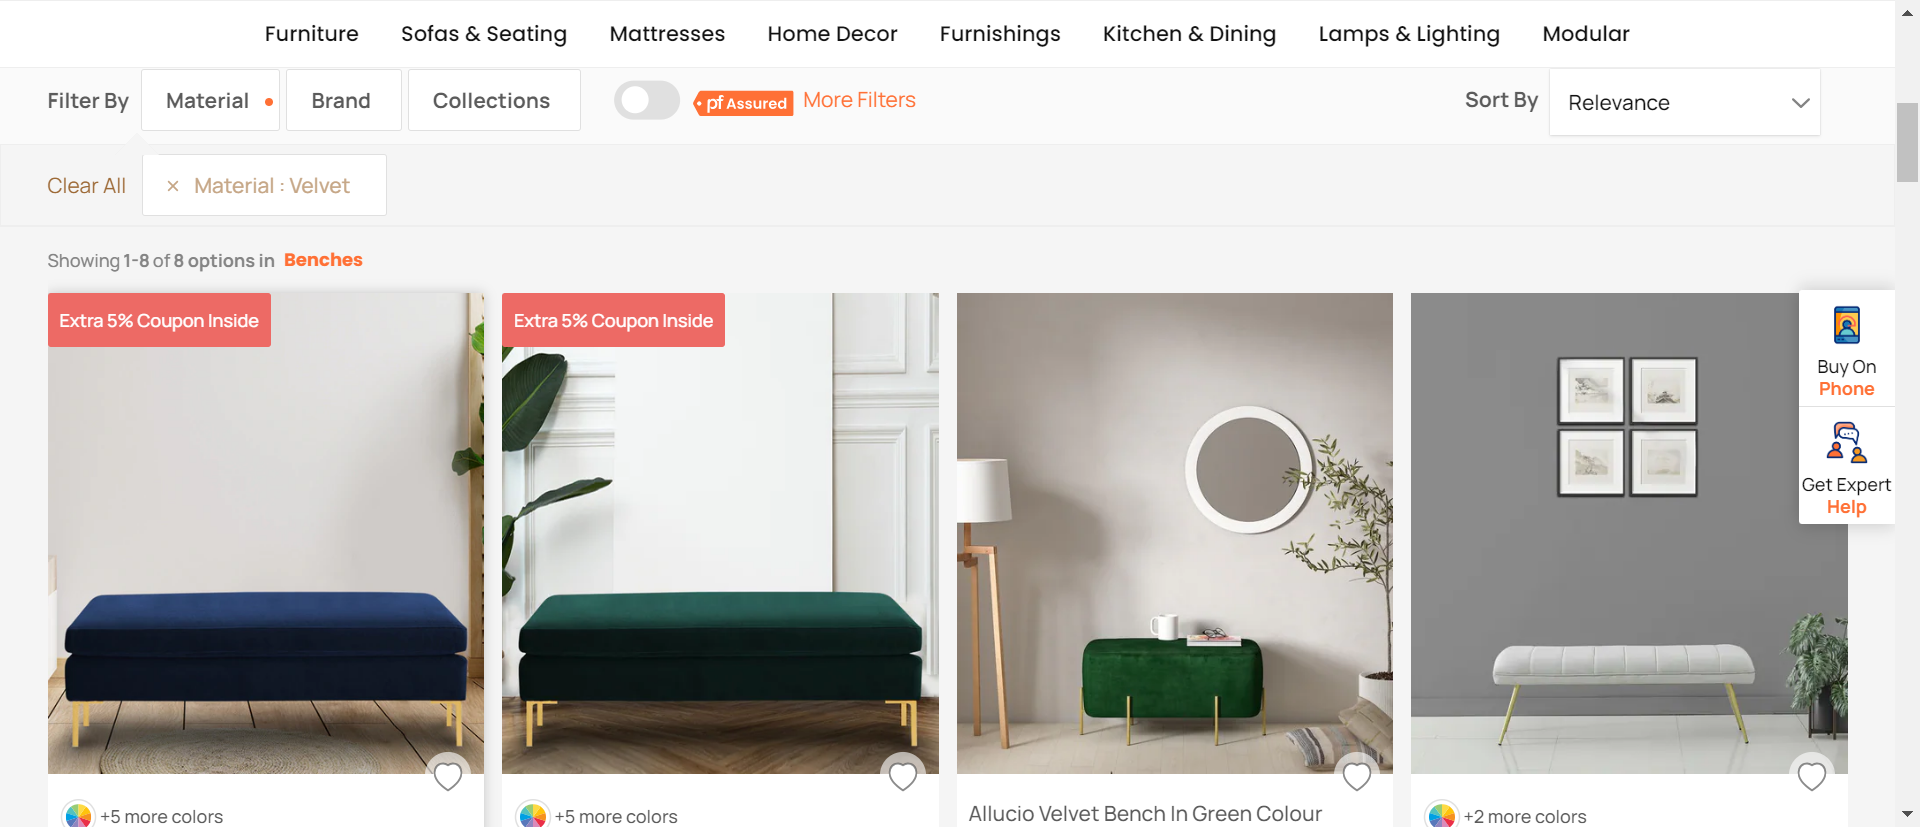 Furniture Sofas & Seating Mattresses Home Decor Furnishings Kitchen & Dining Lamps & Lighting Modular
Filter By Material Brand Collections pf Assured More Filters Sort By Relevance
Clear All × Material : Velvet
Showing 1-8 of 8 options in Benches
Extra 5% Coupon Inside Extra 5% Coupon Inside
Buy On
Phone
Get Expert
Help
+5 more colors +5 more colors Allucio Velvet Bench In Green Colour +2 more colors